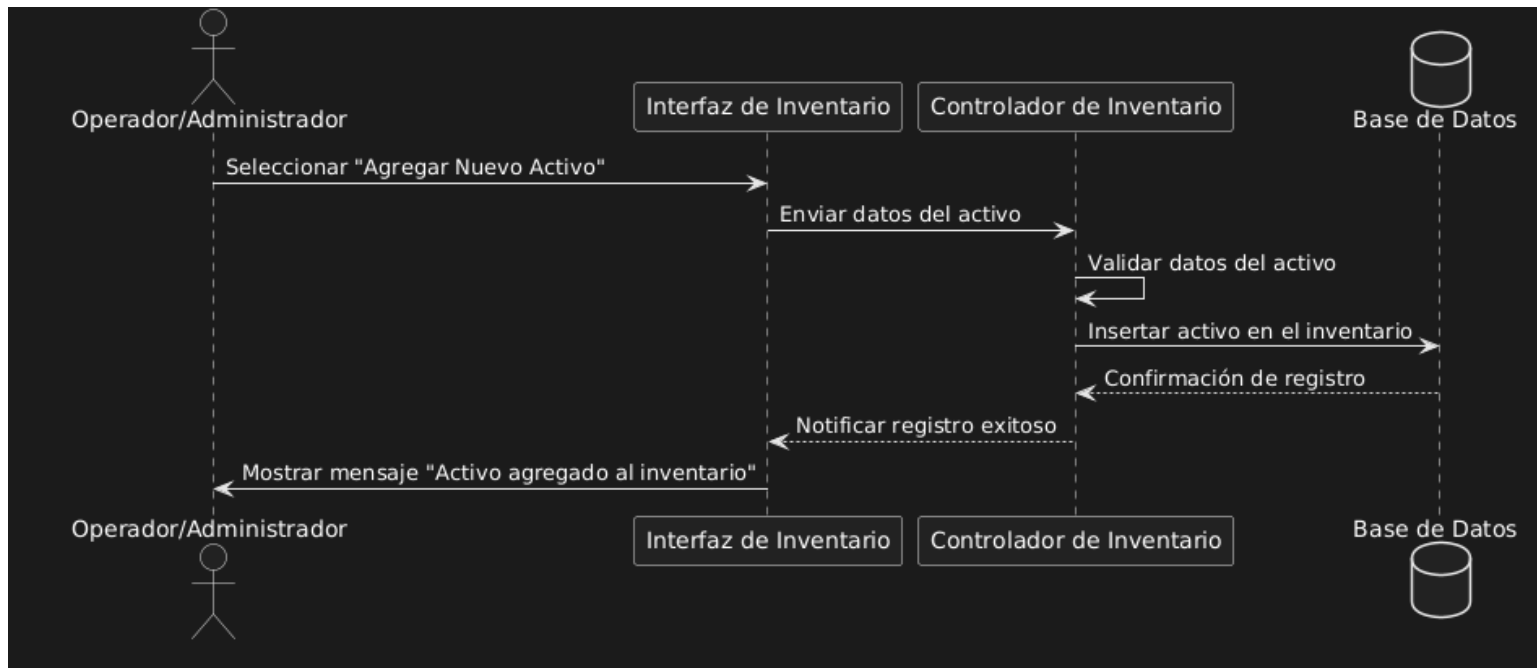 Operador/Administrador
Interfaz de Inventario
Controlador de Inventario
Base de Datos
Seleccionar "Agregar Nuevo Activo"
Enviar datos del activo
Validar datos del activo
Insertar activo en el inventario
Confirmación de registro
Notificar registro exitoso
Mostrar mensaje "Activo agregado al inventario"
Operador/Administrador
Interfaz de Inventario
Controlador de Inventario
Base de Datos